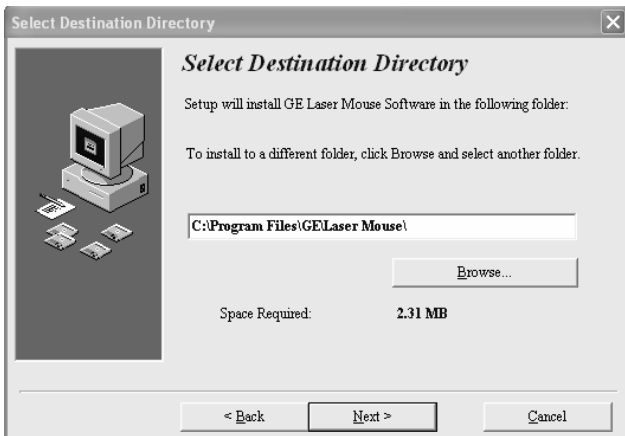 Select Destination Directory
Select Destination Directory
Setup will install GE Laser Mouse Software in the following folder:
To install to a different folder, click Browse and select another folder.
C:\Program Files\GE\Laser Mouse\
Browse...
Space Required: 2.31 MB
< Back Next > Cancel